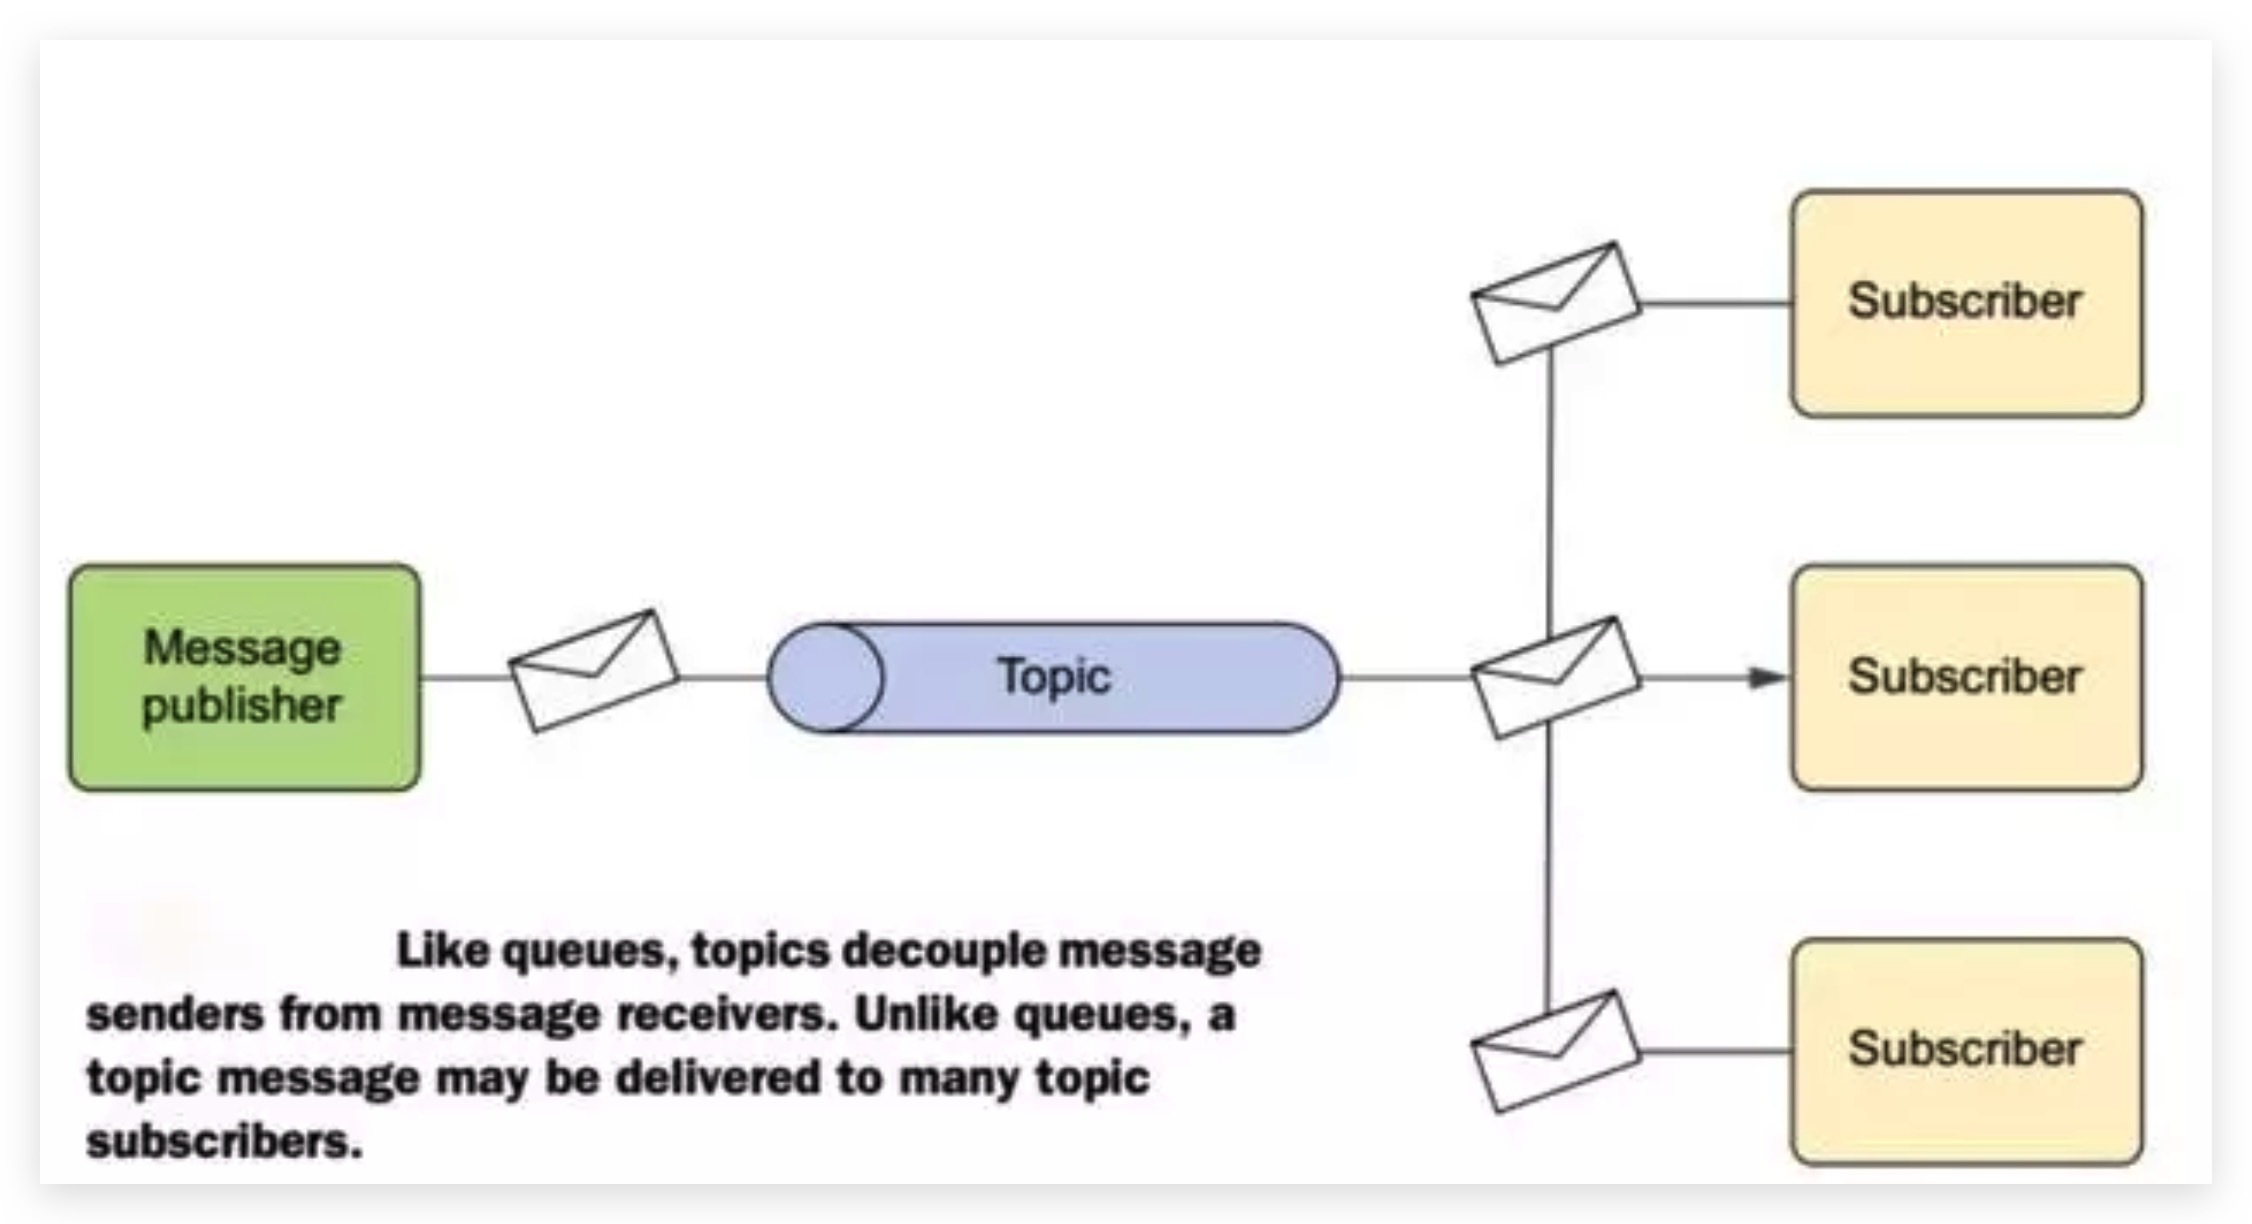 Subscriber
Message
publisher
Topic
Subscriber
Like queues, topics decouple message
senders from message receivers. Unlike queues, a
topic message may be delivered to many topic
subscribers.
Subscriber